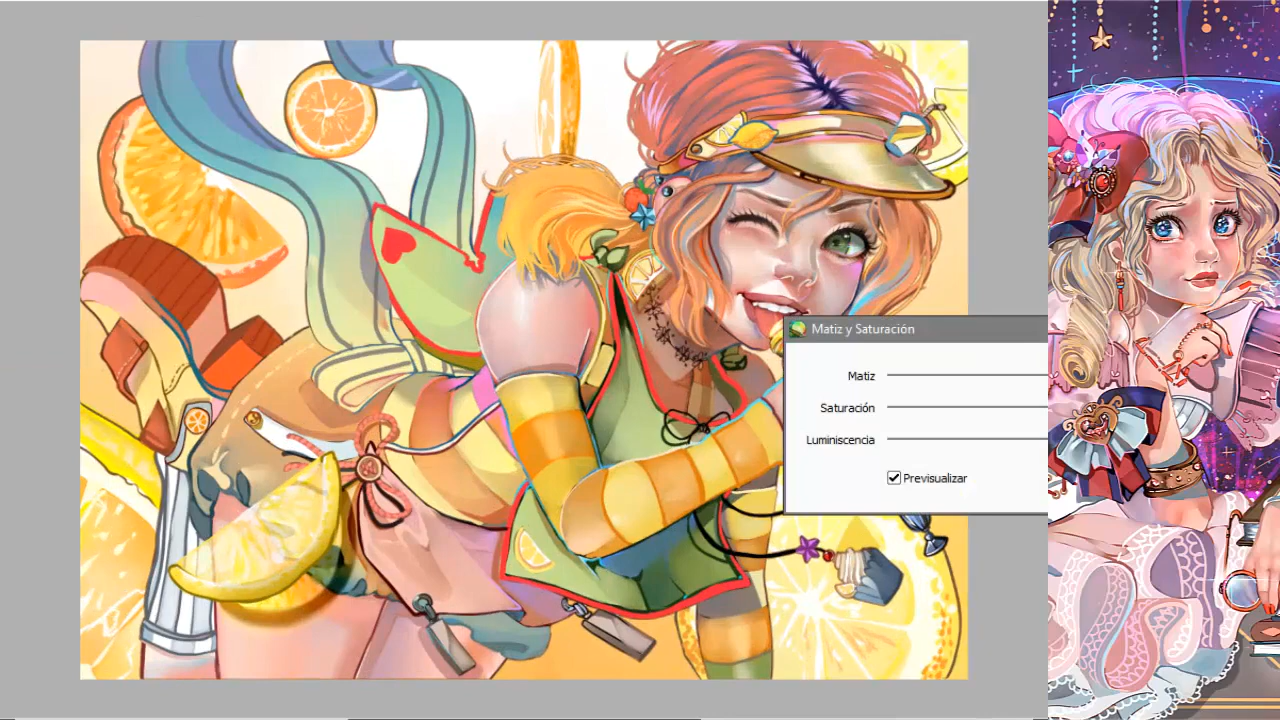 Matiz y Saturación
Matiz
Saturación
Luminiscencia
Previsualizar